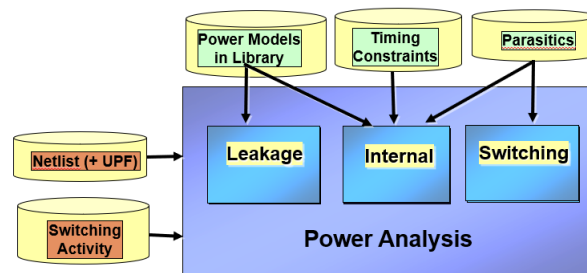 Power Models
in Library
Timing
Constraints
Parasitics
Netlist (+ UPF)
Switching
Activity
Leakage
Internal
Switching
Power Analysis